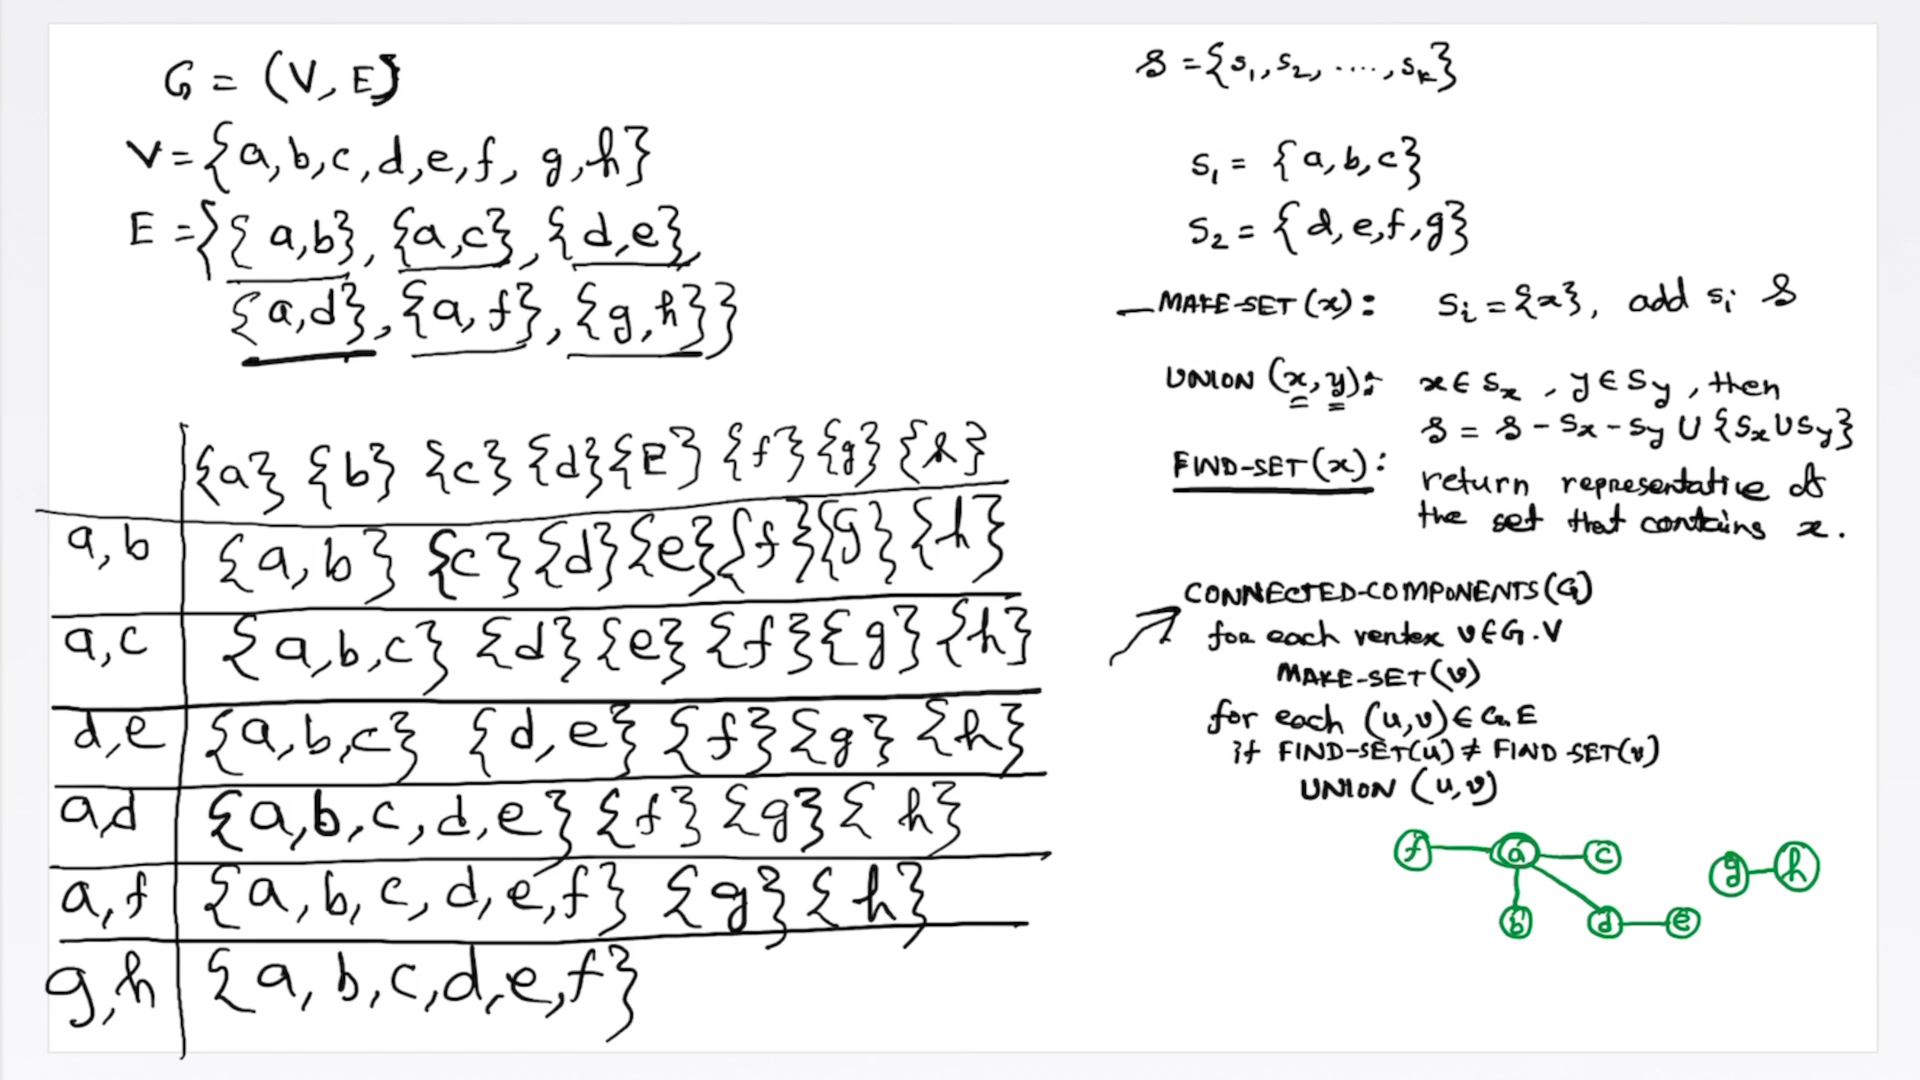 G = (V, E)
V = {a,b,c,d,e,f, g,h}
E = {{a,b}, {a,c}, {d,e},
{a,d}, {a,f}, {g,h}}
{a} {b} {c} {d} {E} {f} {g} {h}
a,b {a,b} {c} {d} {e} {f} {g} {h}
a,c {a,b,c} {d} {e} {f} {g} {h}
d,e {a,b,c} {d,e} {f} {g} {h}
a,d {a,b,c,d,e} {f} {g} {h}
a,f {a,b,c,d,e,f} {g} {h}
g,h {a,b,c,d,e,f}
S = {S₁, S₂, ...., Sₖ}
S₁ = {a,b,c}
S₂ = {d,e,f,g}
MAKE-SET(x): Sᵢ = {x}, add Sᵢ S
UNION (x,y): x ∈ Sₓ, y ∈ Sy, then
S = S - Sₓ - Sy ∪ {Sₓ ∪ Sy}
FIND-SET(x): return representative of
the set that contains x.
CONNECTED-COMPONENTS(G)
for each vertex v ∈ G.V
MAKE-SET(v)
for each (u,v) ∈ G.E
if FIND-SET(u) ≠ FIND-SET(v)
UNION (u,v)
f a c g h
b d e